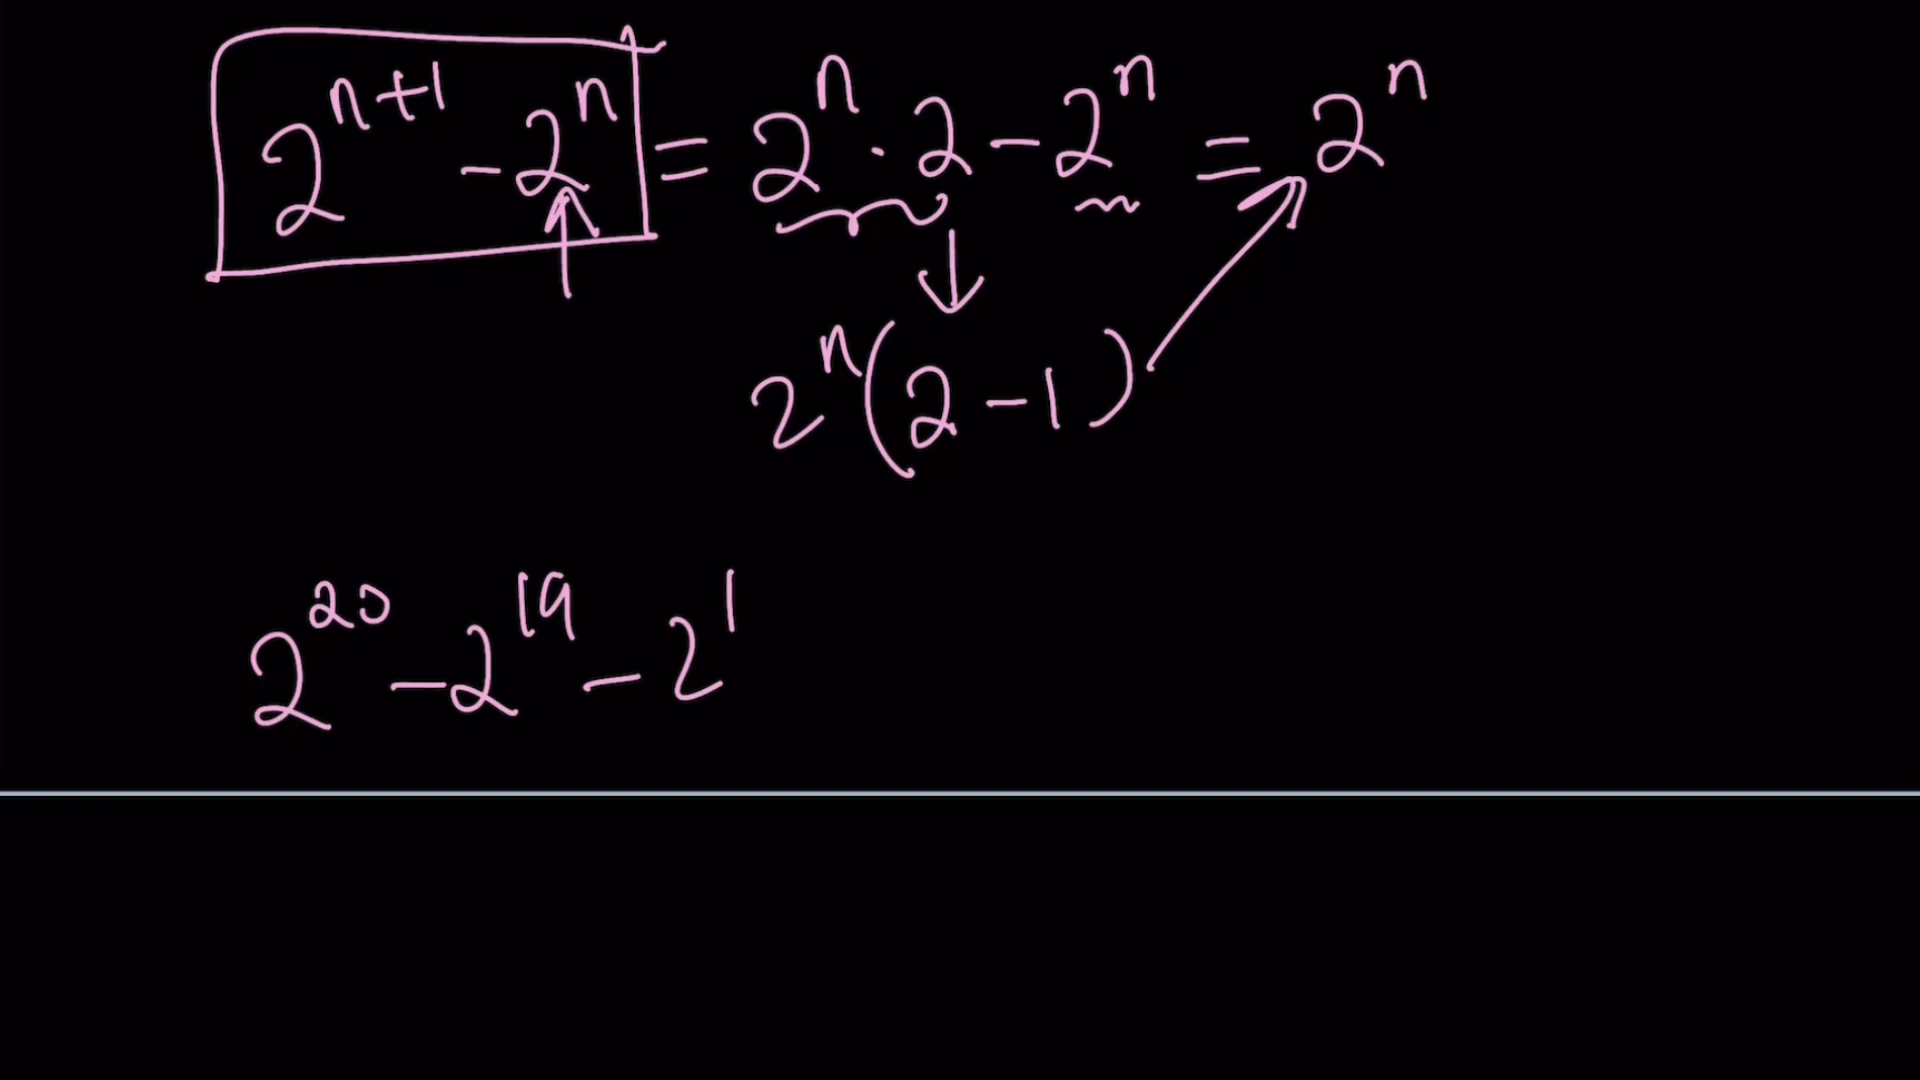 2^{n+1} - 2^n = 2^n · 2 - 2^n = 2^n
2^n(2 - 1)
2^{20} - 2^{19} - 2^1